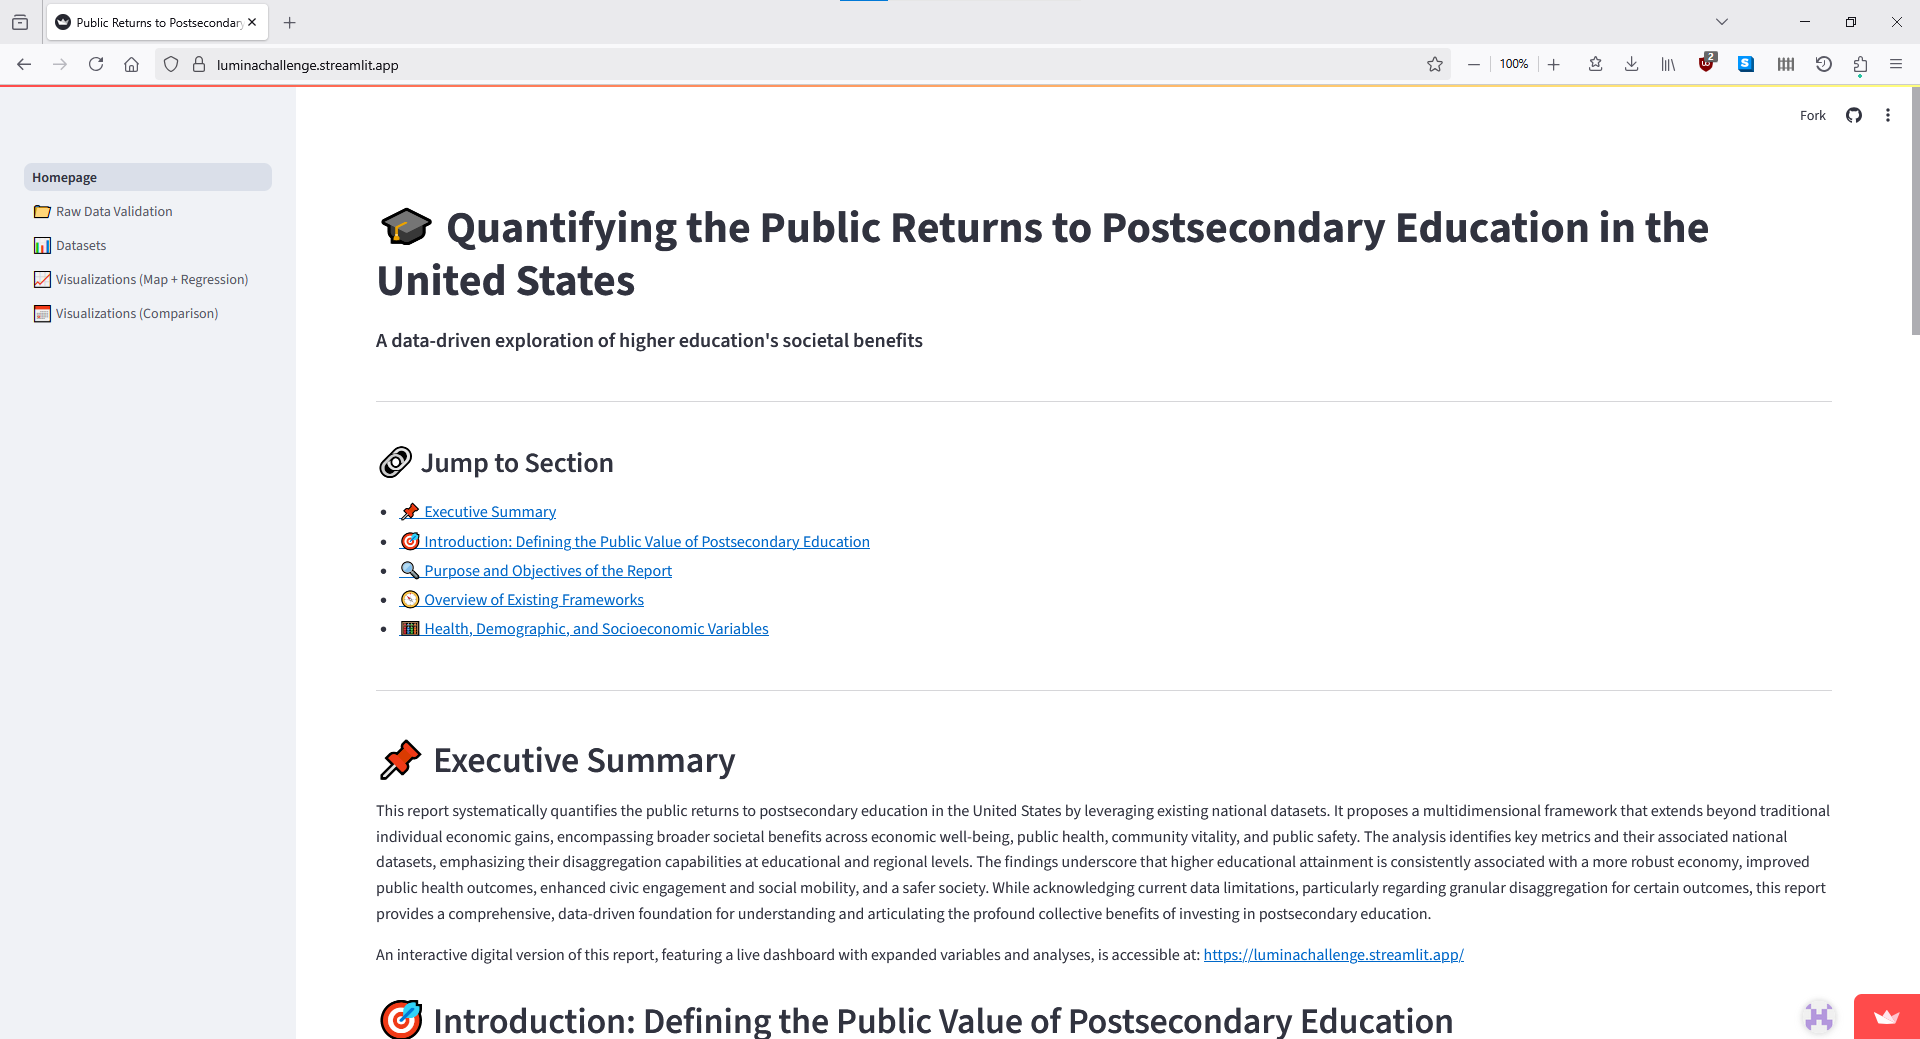 Public Returns to Postsecondary
luminachallenge.streamlit.app
100%
2
S
Fork
Homepage
Raw Data Validation
Datasets
Visualizations (Map + Regression)
Visualizations (Comparison)
Quantifying the Public Returns to Postsecondary Education in the
United States
A data-driven exploration of higher education's societal benefits
Jump to Section
Executive Summary
Introduction: Defining the Public Value of Postsecondary Education
Purpose and Objectives of the Report
Overview of Existing Frameworks
Health, Demographic, and Socioeconomic Variables
Executive Summary
This report systematically quantifies the public returns to postsecondary education in the United States by leveraging existing national datasets. It proposes a multidimensional framework that extends beyond traditional
individual economic gains, encompassing broader societal benefits across economic well-being, public health, community vitality, and public safety. The analysis identifies key metrics and their associated national
datasets, emphasizing their disaggregation capabilities at educational and regional levels. The findings underscore that higher educational attainment is consistently associated with a more robust economy, improved
public health outcomes, enhanced civic engagement and social mobility, and a safer society. While acknowledging current data limitations, particularly regarding granular disaggregation for certain outcomes, this report
provides a comprehensive, data-driven foundation for understanding and articulating the profound collective benefits of investing in postsecondary education.
An interactive digital version of this report, featuring a live dashboard with expanded variables and analyses, is accessible at: https://luminachallenge.streamlit.app/
Introduction: Defining the Public Value of Postsecondary Education